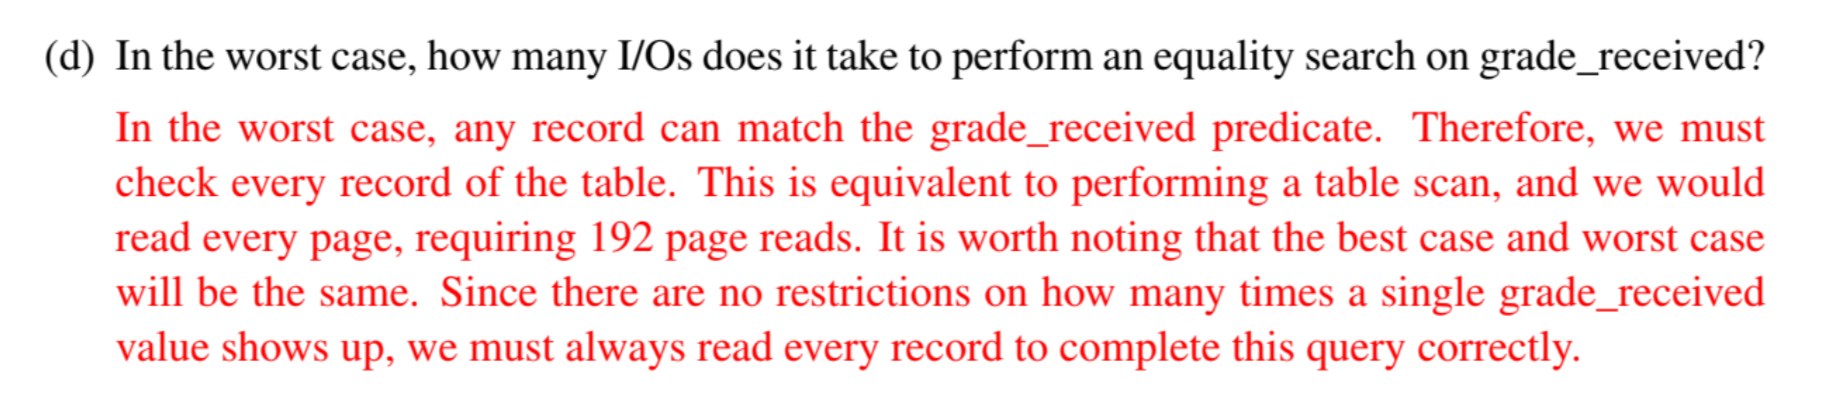 (d) In the worst case, how many I/Os does it take to perform an equality search on grade_received?
In the worst case, any record can match the grade_received predicate. Therefore, we must
check every record of the table. This is equivalent to performing a table scan, and we would
read every page, requiring 192 page reads. It is worth noting that the best case and worst case
will be the same. Since there are no restrictions on how many times a single grade_received
value shows up, we must always read every record to complete this query correctly.